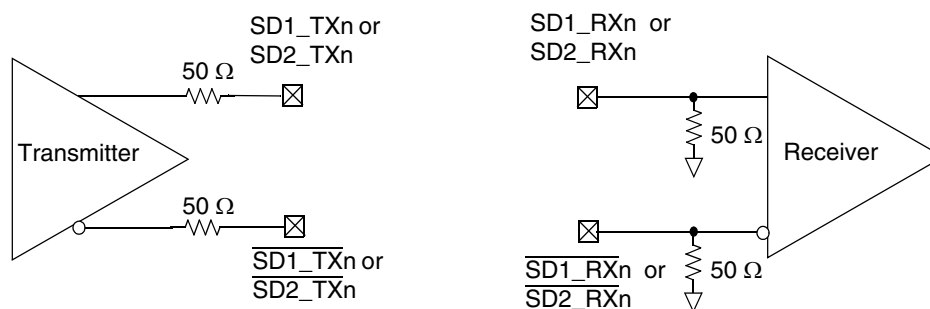 SD1_TXn or
SD2_TXn
50 Ω
Transmitter
50 Ω
SD1_TXn or
SD2_TXn
SD1_RXn or
SD2_RXn
50 Ω
Receiver
SD1_RXn or
SD2_RXn
50 Ω